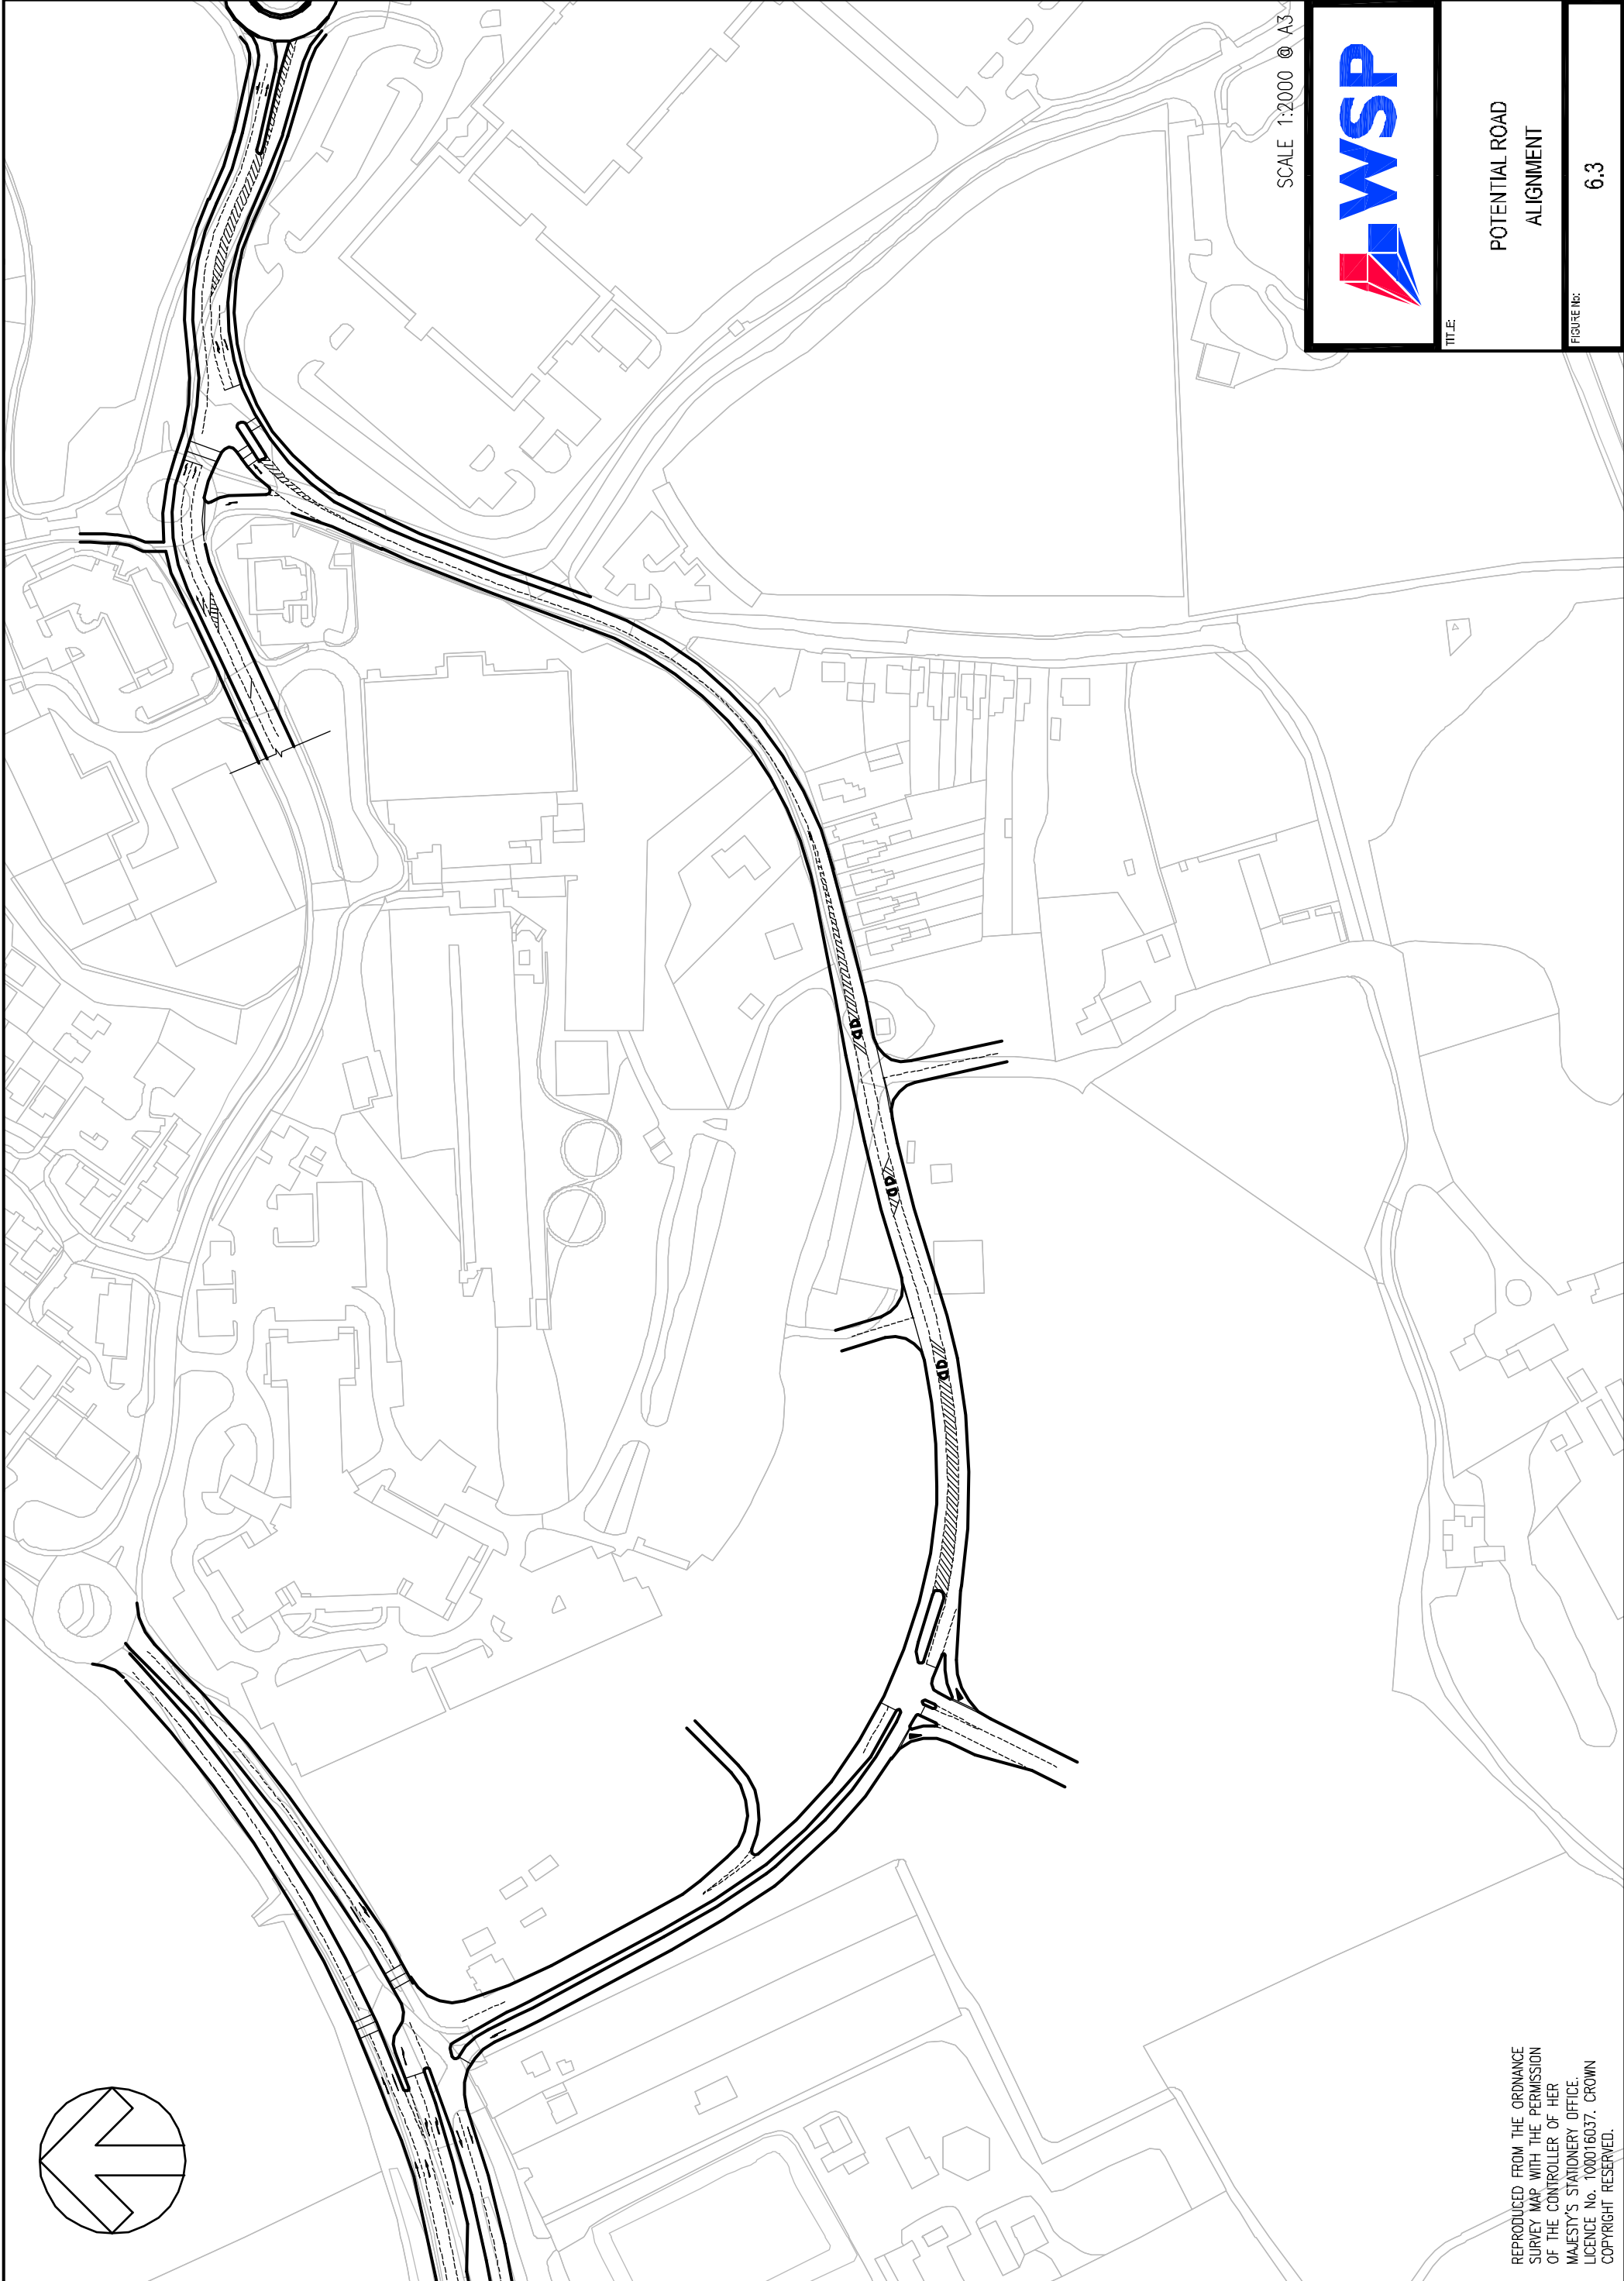 SCALE 1:2000 @ A3
WSP
TITLE:
POTENTIAL ROAD
ALIGNMENT
FIGURE No:
6.3
REPRODUCED FROM THE ORDNANCE
SURVEY MAP WITH THE PERMISSION
OF THE CONTROLLER OF HER
MAJESTY'S STATIONERY OFFICE.
LICENCE No. 100016037. CROWN
COPYRIGHT RESERVED.